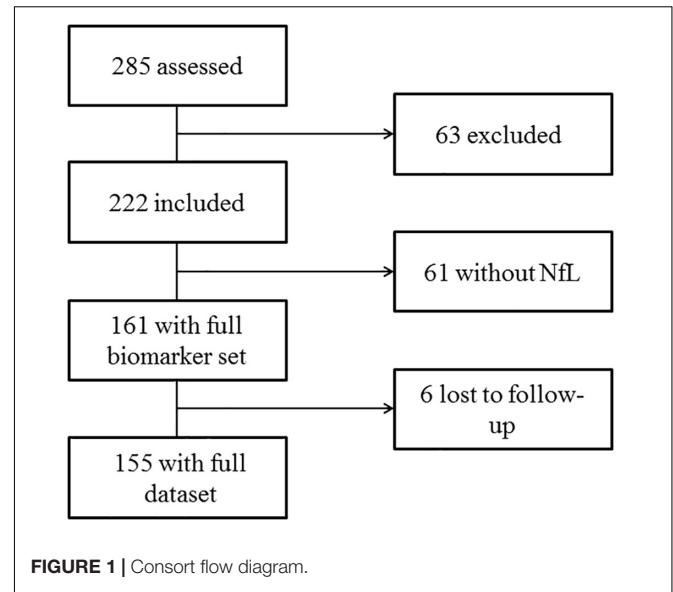 285 assessed
63 excluded
222 included
61 without NfL
161 with full
biomarker set
6 lost to follow-
up
155 with full
dataset
FIGURE 1 | Consort flow diagram.